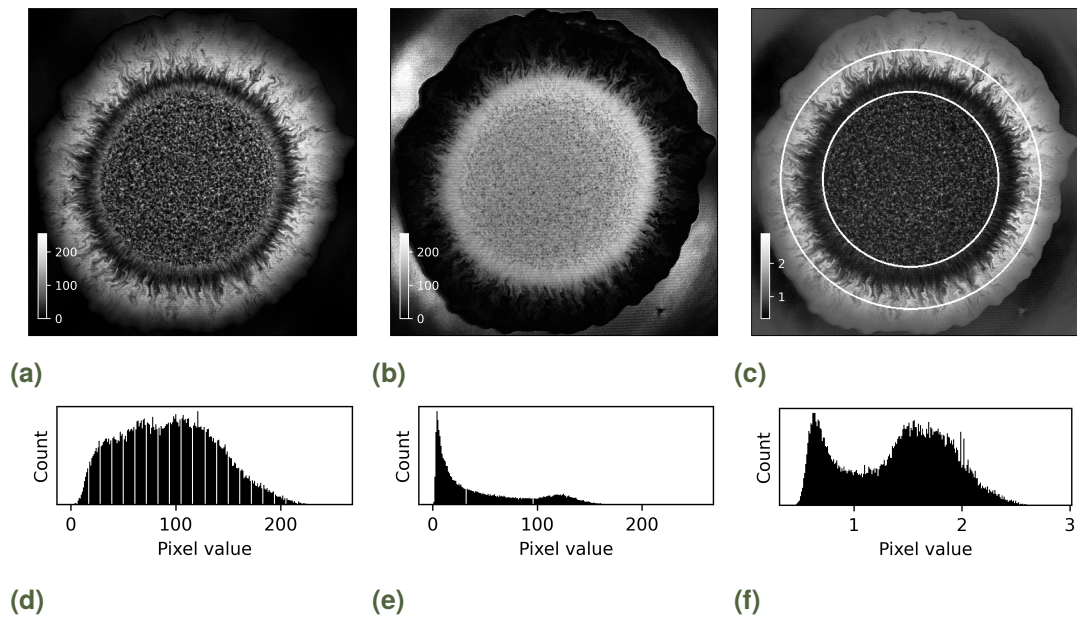 200
100
0
200
100
0
2
1
(a)
(b)
(c)
Count
0
100
200
Pixel value
Count
0
100
200
Pixel value
Count
1
2
3
Pixel value
(d)
(e)
(f)